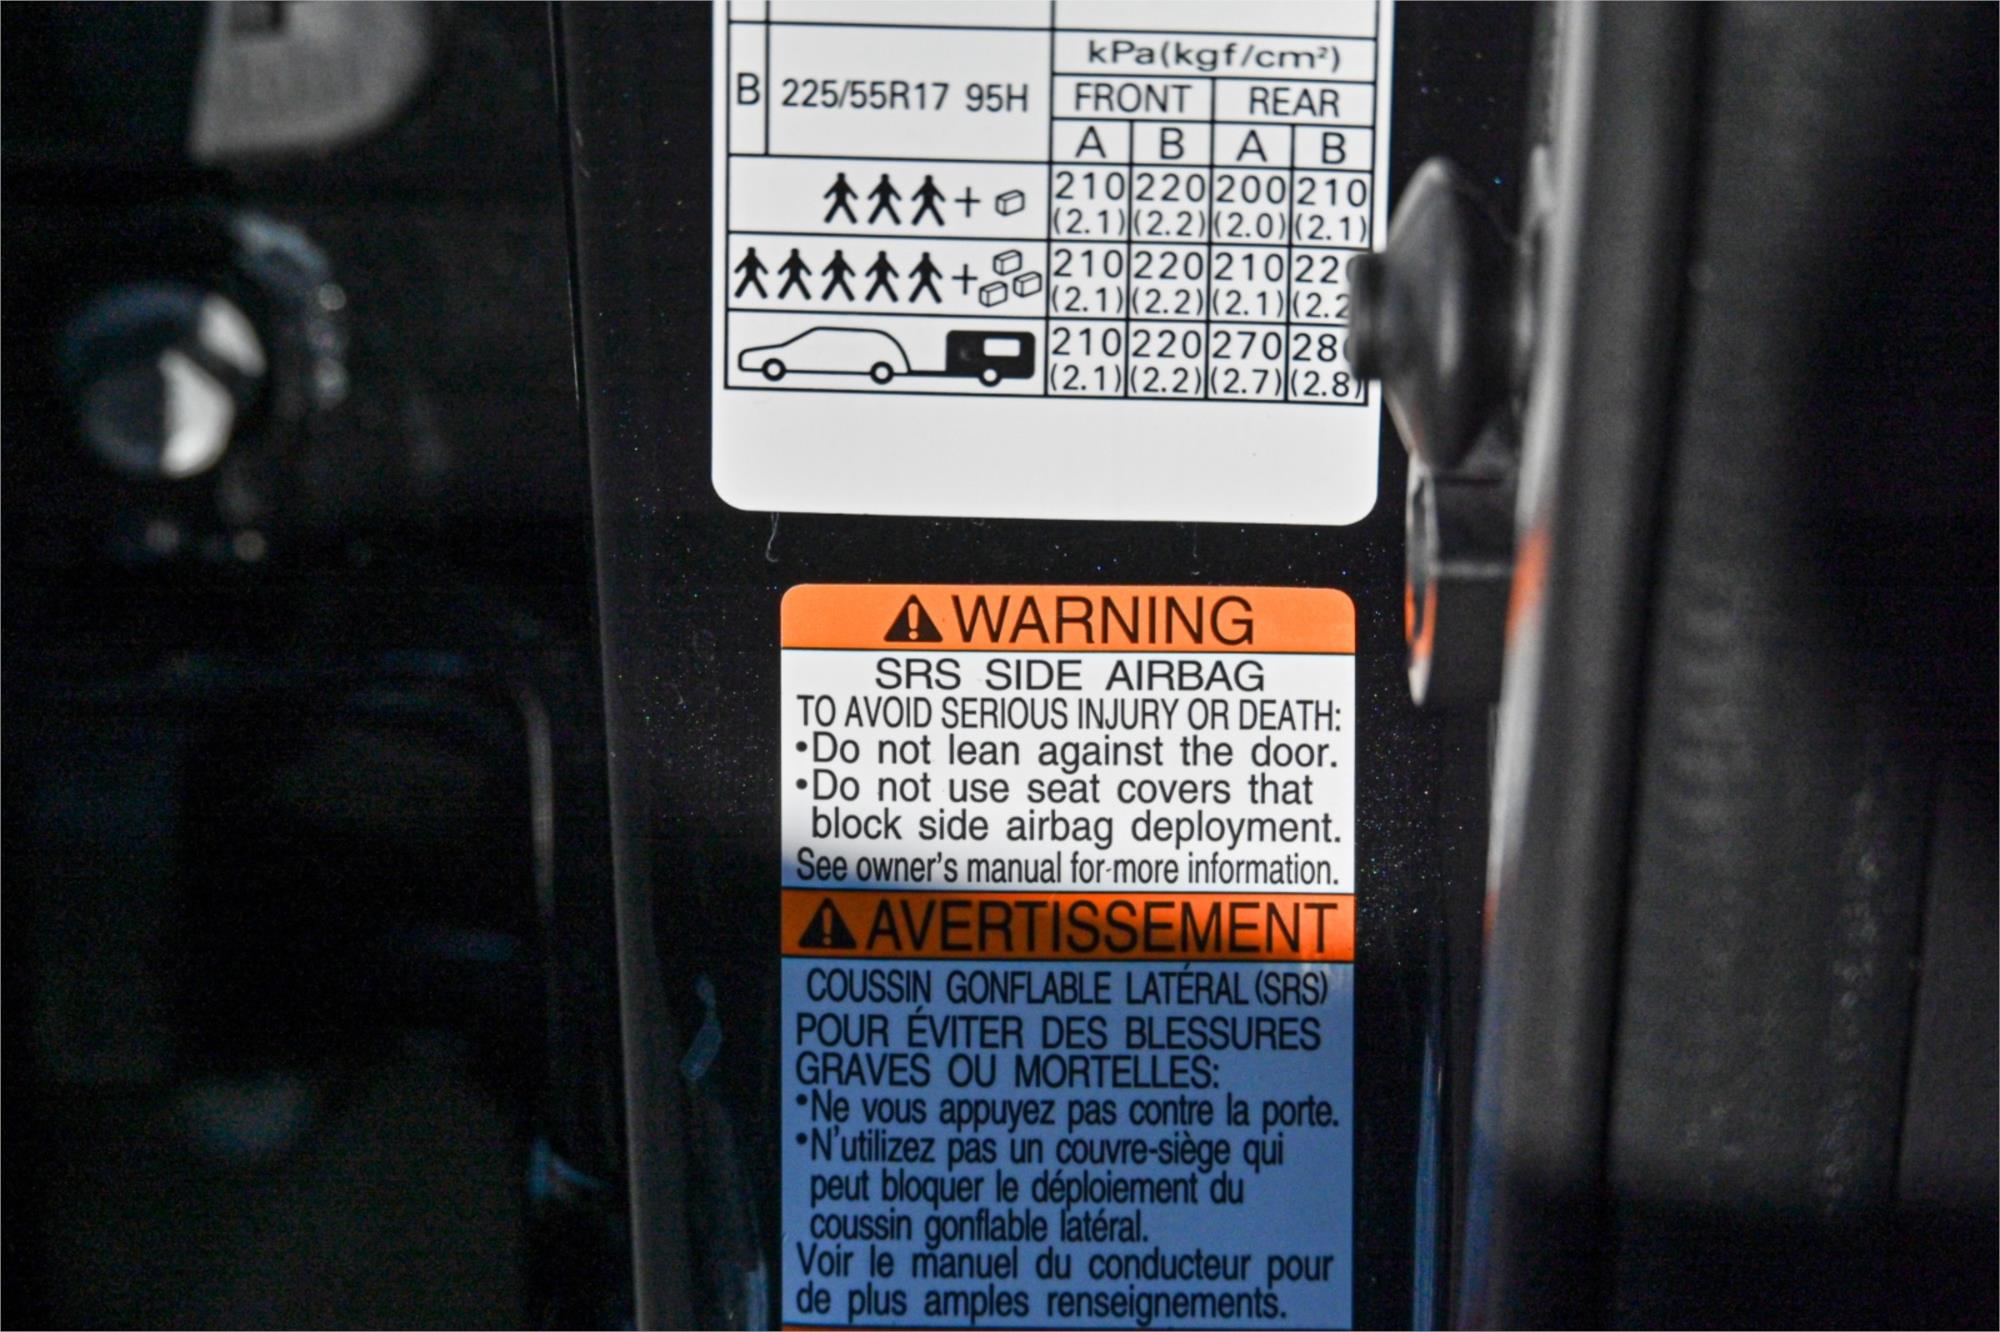 kPa(kgf/cm²)
B 225/55R17 95H FRONT REAR
A B A B
+ 210 220 200 210
(2.1) (2.2) (2.0) (2.1)
+ 210 220 210
(2.1) (2.2) (2.1)
210 220 270
(2.1) (2.2) (2.7) (2.8)
WARNING
SRS SIDE AIRBAG
TO AVOID SERIOUS INJURY OR DEATH:
•Do not lean against the door.
•Do not use seat covers that
block side airbag deployment.
See owner's manual for more information.
AVERTISSEMENT
COUSSIN GONFLABLE LATÉRAL (SRS)
POUR ÉVITER DES BLESSURES
GRAVES OU MORTELLES:
•Ne vous appuyez pas contre la porte.
•N'utilizez pas un couvre-siège qui
peut bloquer le déploiement du
coussin gonflable latéral.
Voir le manuel du conducteur pour
de plus amples renseignements.